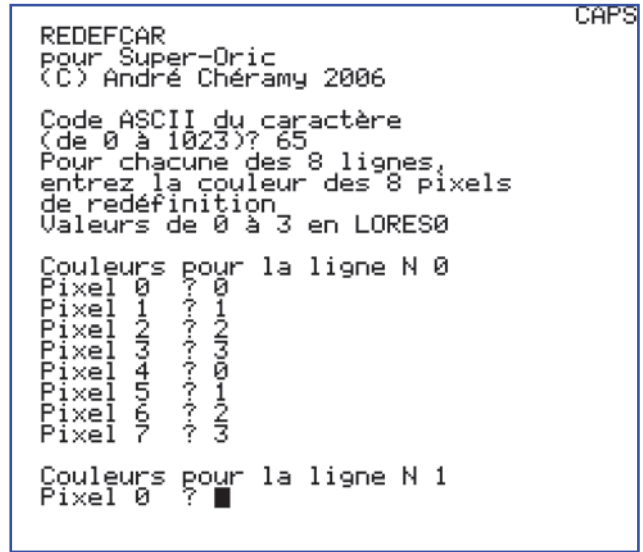 CAPS
REDEFCAR
pour Super-Oric
(C) André Chéramy 2006
Code ASCII du caractère
(de 0 à 1023)? 65
Pour chacune des 8 lignes,
entrez la couleur des 8 pixels
de redéfinition
Valeurs de 0 à 3 en LORES0
Couleurs pour la ligne N 0
Pixel 0 ? 0
Pixel 1 ? 1
Pixel 2 ? 2
Pixel 3 ? 3
Pixel 4 ? 0
Pixel 5 ? 1
Pixel 6 ? 2
Pixel 7 ? 3
Couleurs pour la ligne N 1
Pixel 0 ?